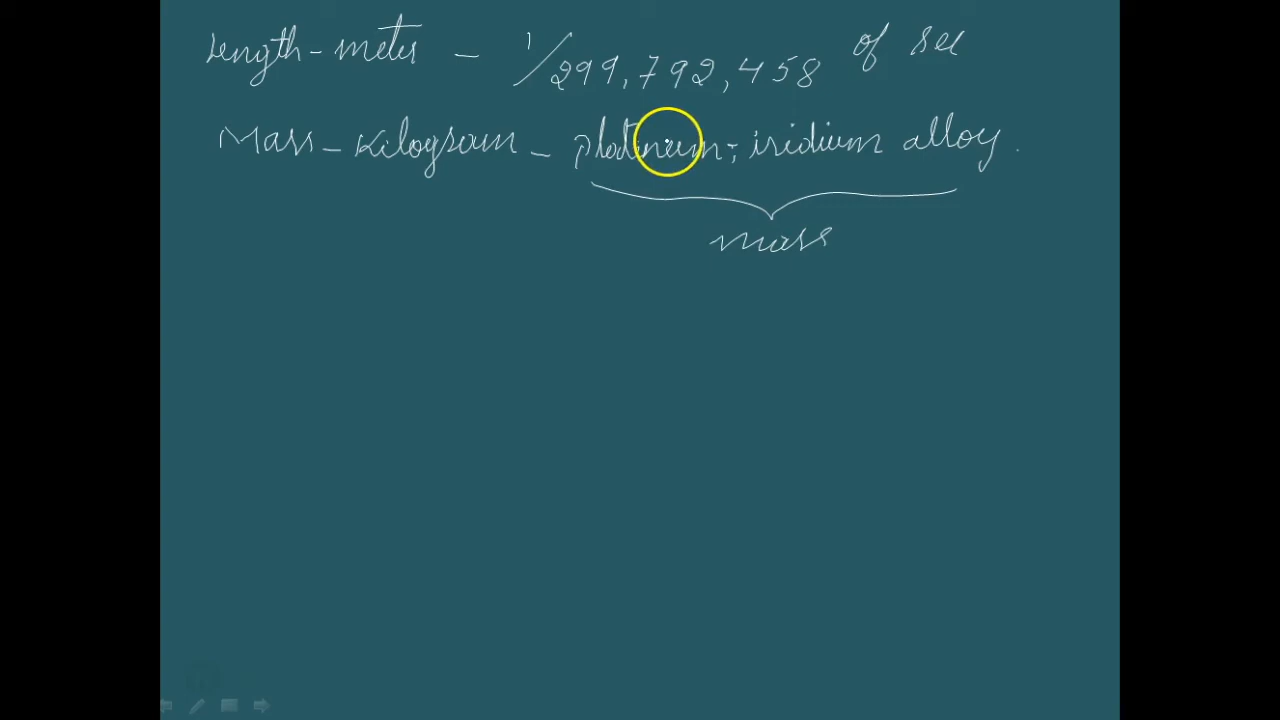 Length - meter - 1/299,792,458 of sec
Mass - Kilogram - platinum - iridium alloy.
mass